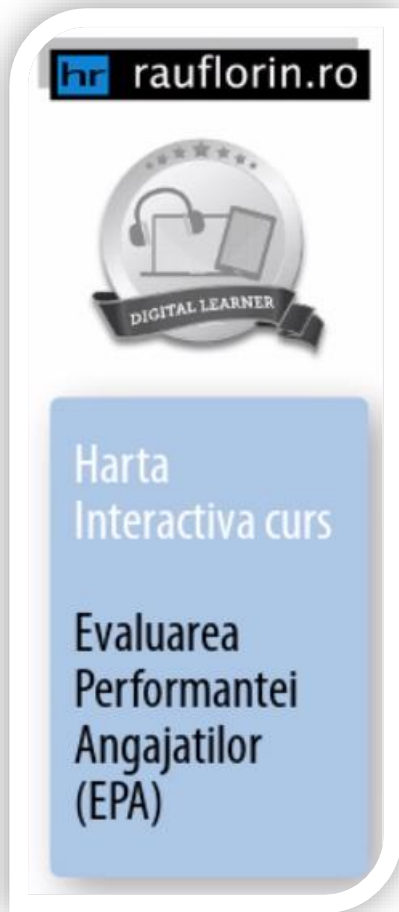 hr rauflorin.ro
DIGITAL LEARNER
Harta
Interactiva curs
Evaluarea
Performantei
Angajatilor
(EPA)